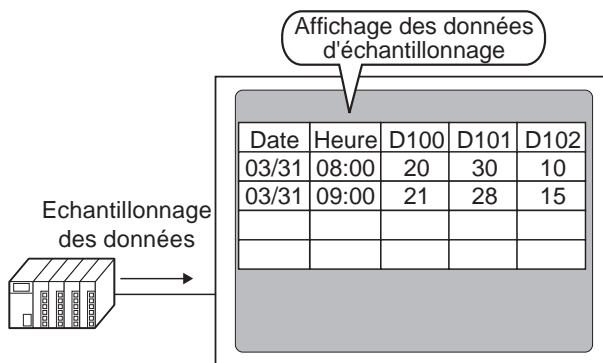 Affichage des données
d'échantillonnage
Date Heure D100 D101 D102
03/31 08:00 20 30 10
03/31 09:00 21 28 15
Echantillonnage
des données